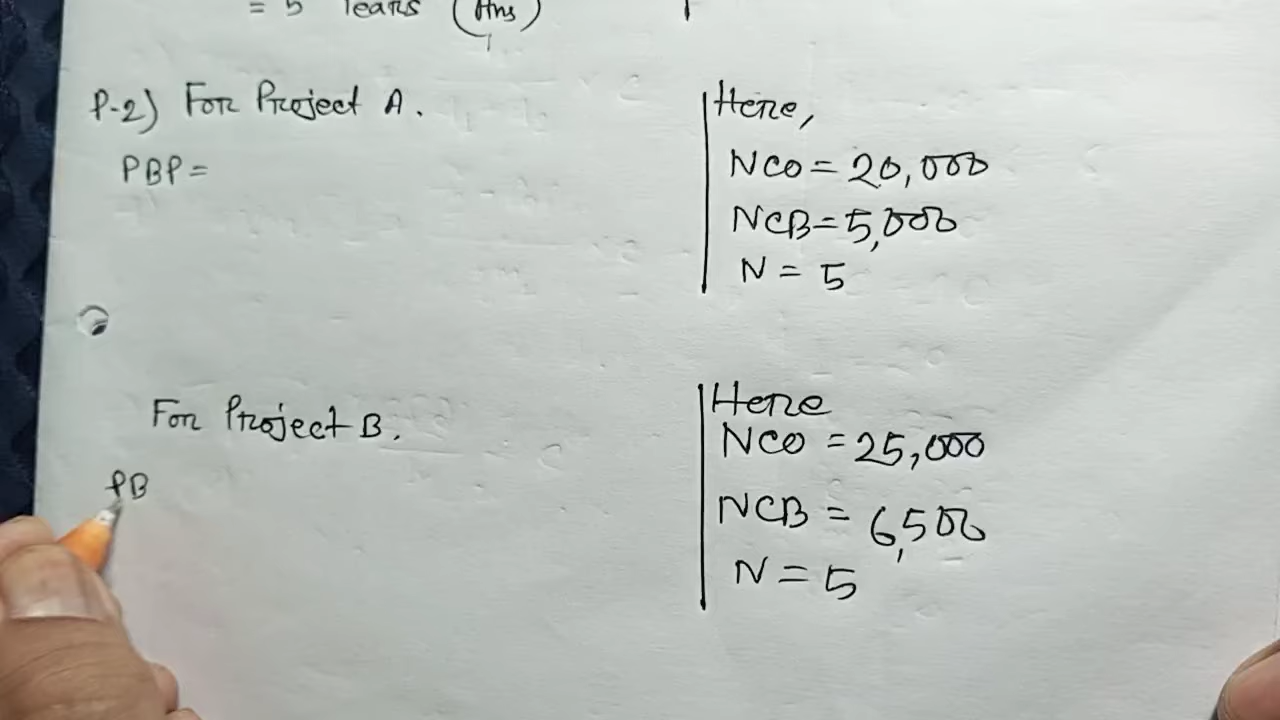 = 5 Years (Ans)
P-2) For Project A.
PBP =
Here,
NCO = 20,000
NCB = 5,000
N = 5
For Project B.
PB
Here
NCO = 25,000
NCB = 6,500
N = 5